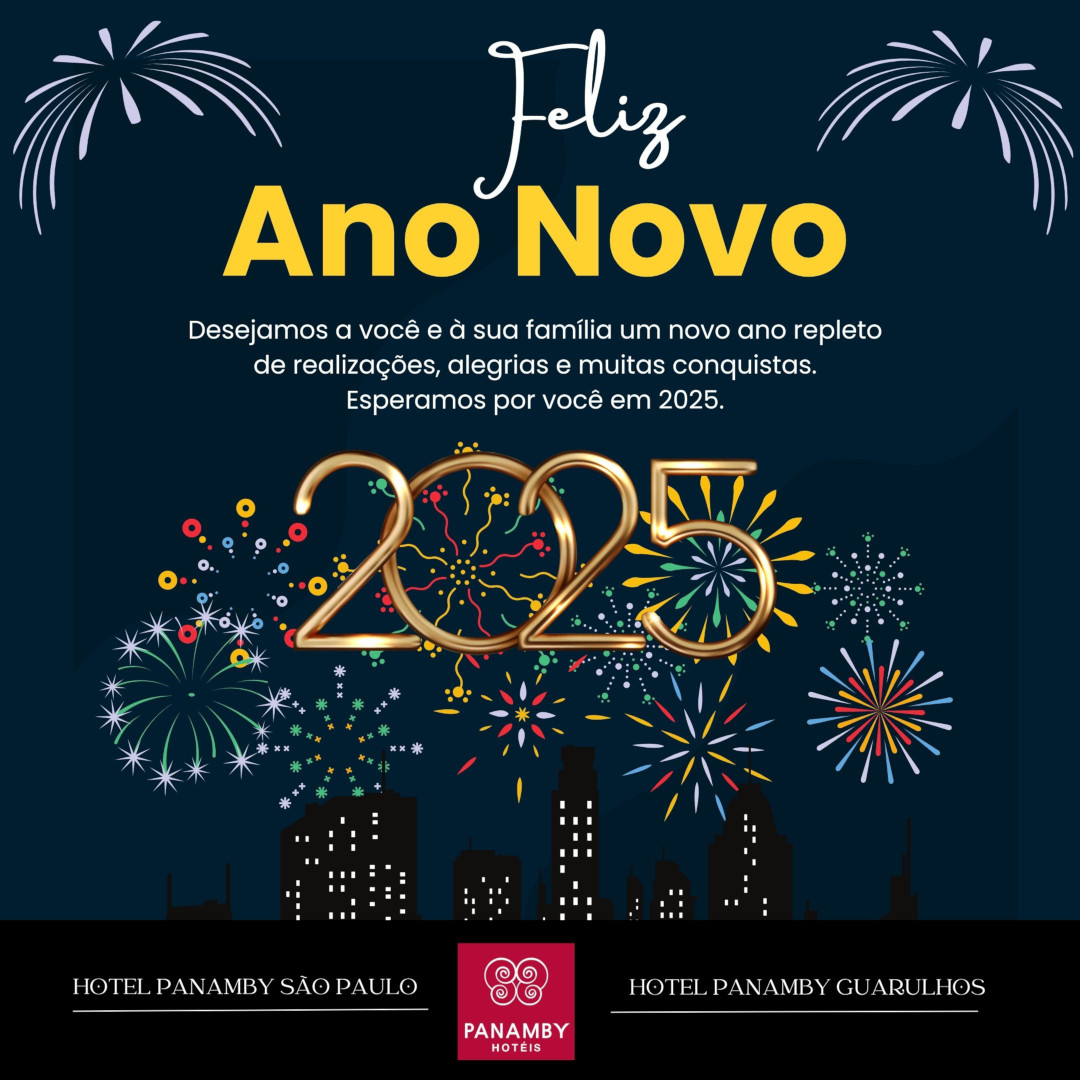 Feliz
Ano Novo
Desejamos a você e à sua família um novo ano repleto
de realizações, alegrias e muitas conquistas.
Esperamos por você em 2025.
2025
HOTEL PANAMBY SÃO PAULO
PANAMBY
HOTÉIS
HOTEL PANAMBY GUARULHOS